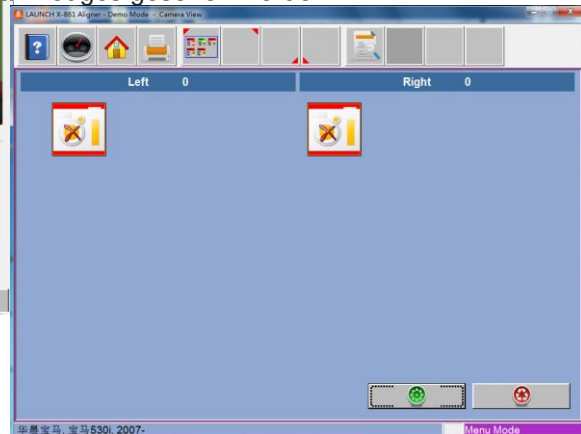 LAUNCH X-861 Aligner - Demo Mode - Camera View
?
Left 0 Right 0
华晨宝马, 宝马530i, 2007- Menu Mode